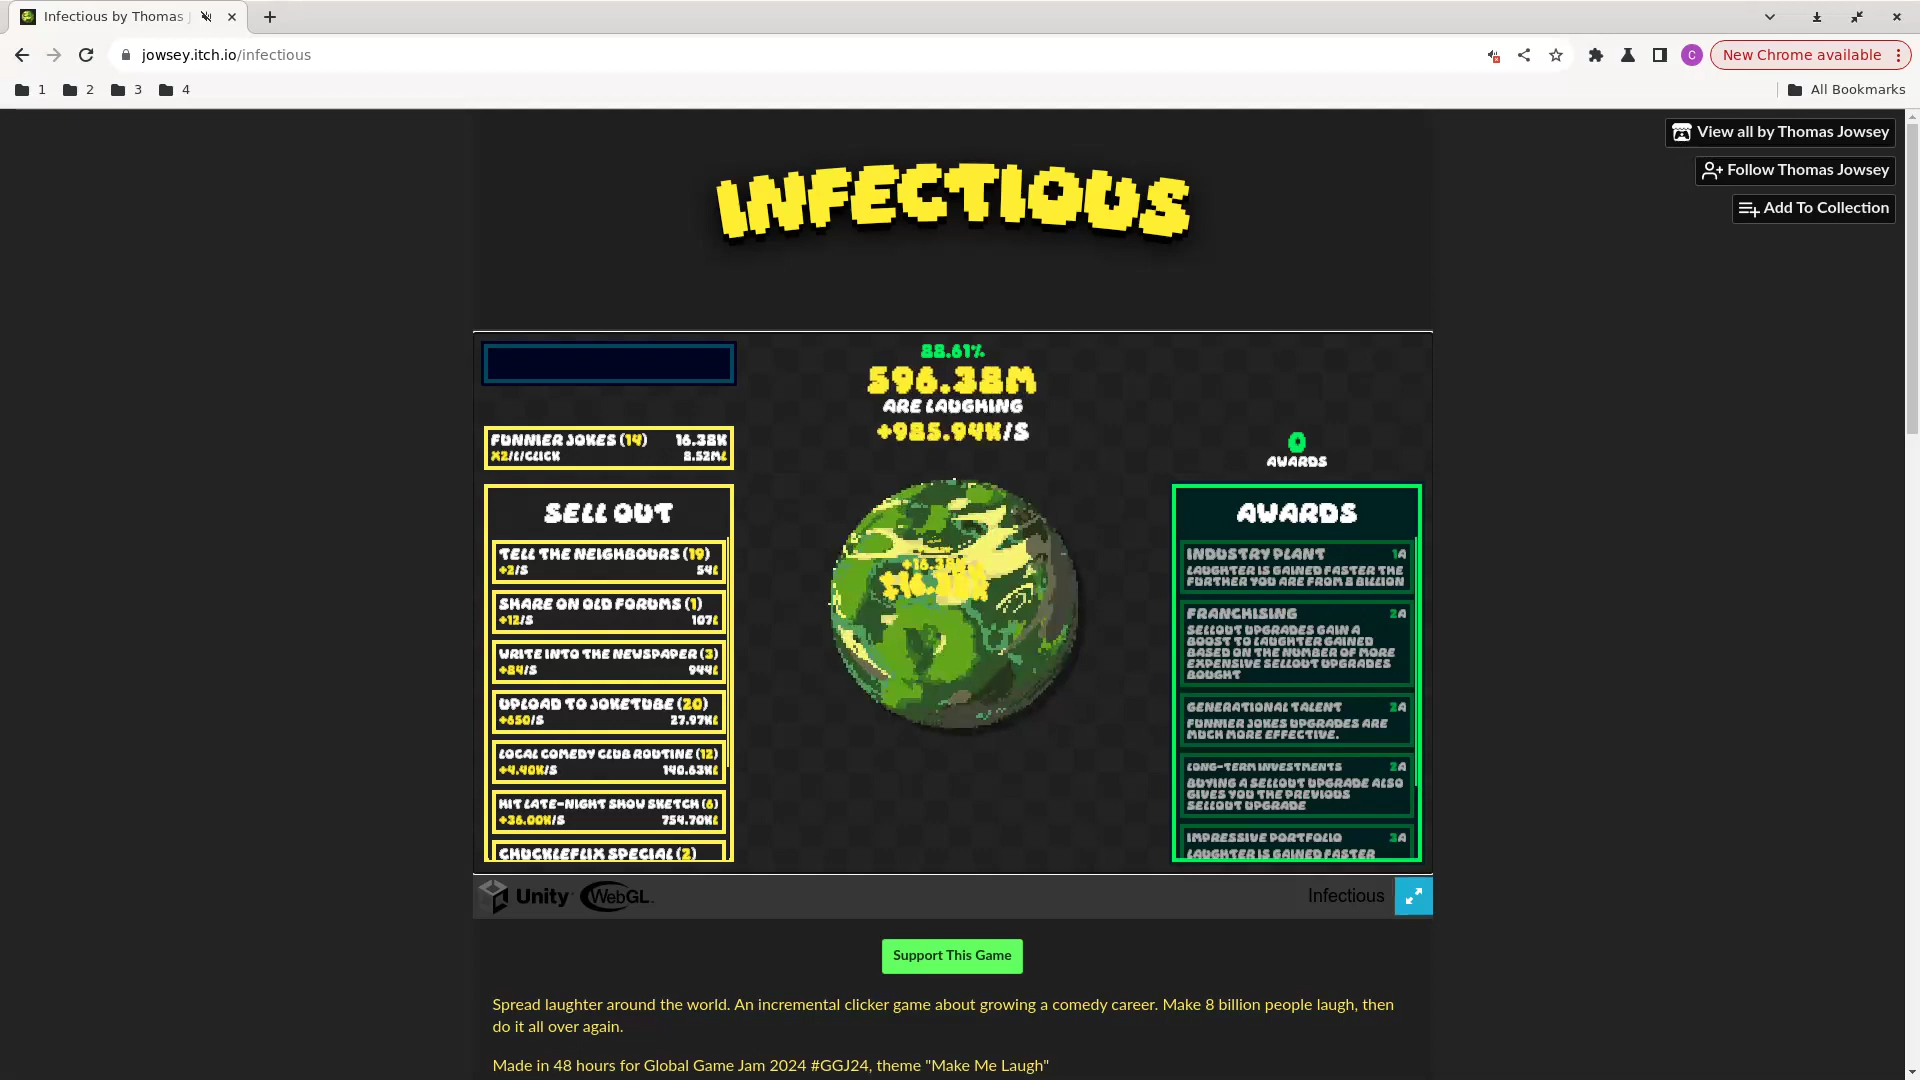 Infectious by Thomas J
jowsey.itch.io/infectious
C
New Chrome available
1
2
3
4
All Bookmarks
View all by Thomas Jowsey
Follow Thomas Jowsey
Add To Collection
INFECTIOUS
88.61%
596.38M
ARE LAUGHING
+985.94K/S
FUNNIER JOKES (14) 16.38K
X2/L/CLICK 8.52ML
SELL OUT
TELL THE NEIGHBOURS (19)
+2/S 54L
SHARE ON OLD FORUMS (1)
+12/S 107L
WRITE INTO THE NEWSPAPER (3)
+84/S 944L
UPLOAD TO JOKETUBE (20)
+650/S 27.97KL
LOCAL COMEDY CLUB ROUTINE (12)
+4.40K/S 140.63KL
HIT LATE-NIGHT SHOW SKETCH (6)
+36.00K/S 754.70KL
CHUCKLEFLIX SPECIAL (2)
0
AWARDS
AWARDS
INDUSTRY PLANT 1A
LAUGHTER IS GAINED FASTER THE
FURTHER YOU ARE FROM 8 BILLION
FRANCHISING 2A
SELLOUT UPGRADES GAIN A
BOOST TO LAUGHTER GAINED
BASED ON THE NUMBER OF MORE
EXPENSIVE SELLOUT UPGRADES
BOUGHT
GENERATIONAL TALENT 2A
FUNNIER JOKES UPGRADES ARE
MUCH MORE EFFECTIVE.
LONG-TERM INVESTMENTS 2A
BUYING A SELLOUT UPGRADE ALSO
GIVES YOU THE PREVIOUS
SELLOUT UPGRADE
IMPRESSIVE PORTFOLIO 3A
LAUGHTER IS GAINED FASTER
Unity WebGL
Infectious
Support This Game
Spread laughter around the world. An incremental clicker game about growing a comedy career. Make 8 billion people laugh, then
do it all over again.
Made in 48 hours for Global Game Jam 2024 #GGJ24, theme "Make Me Laugh"